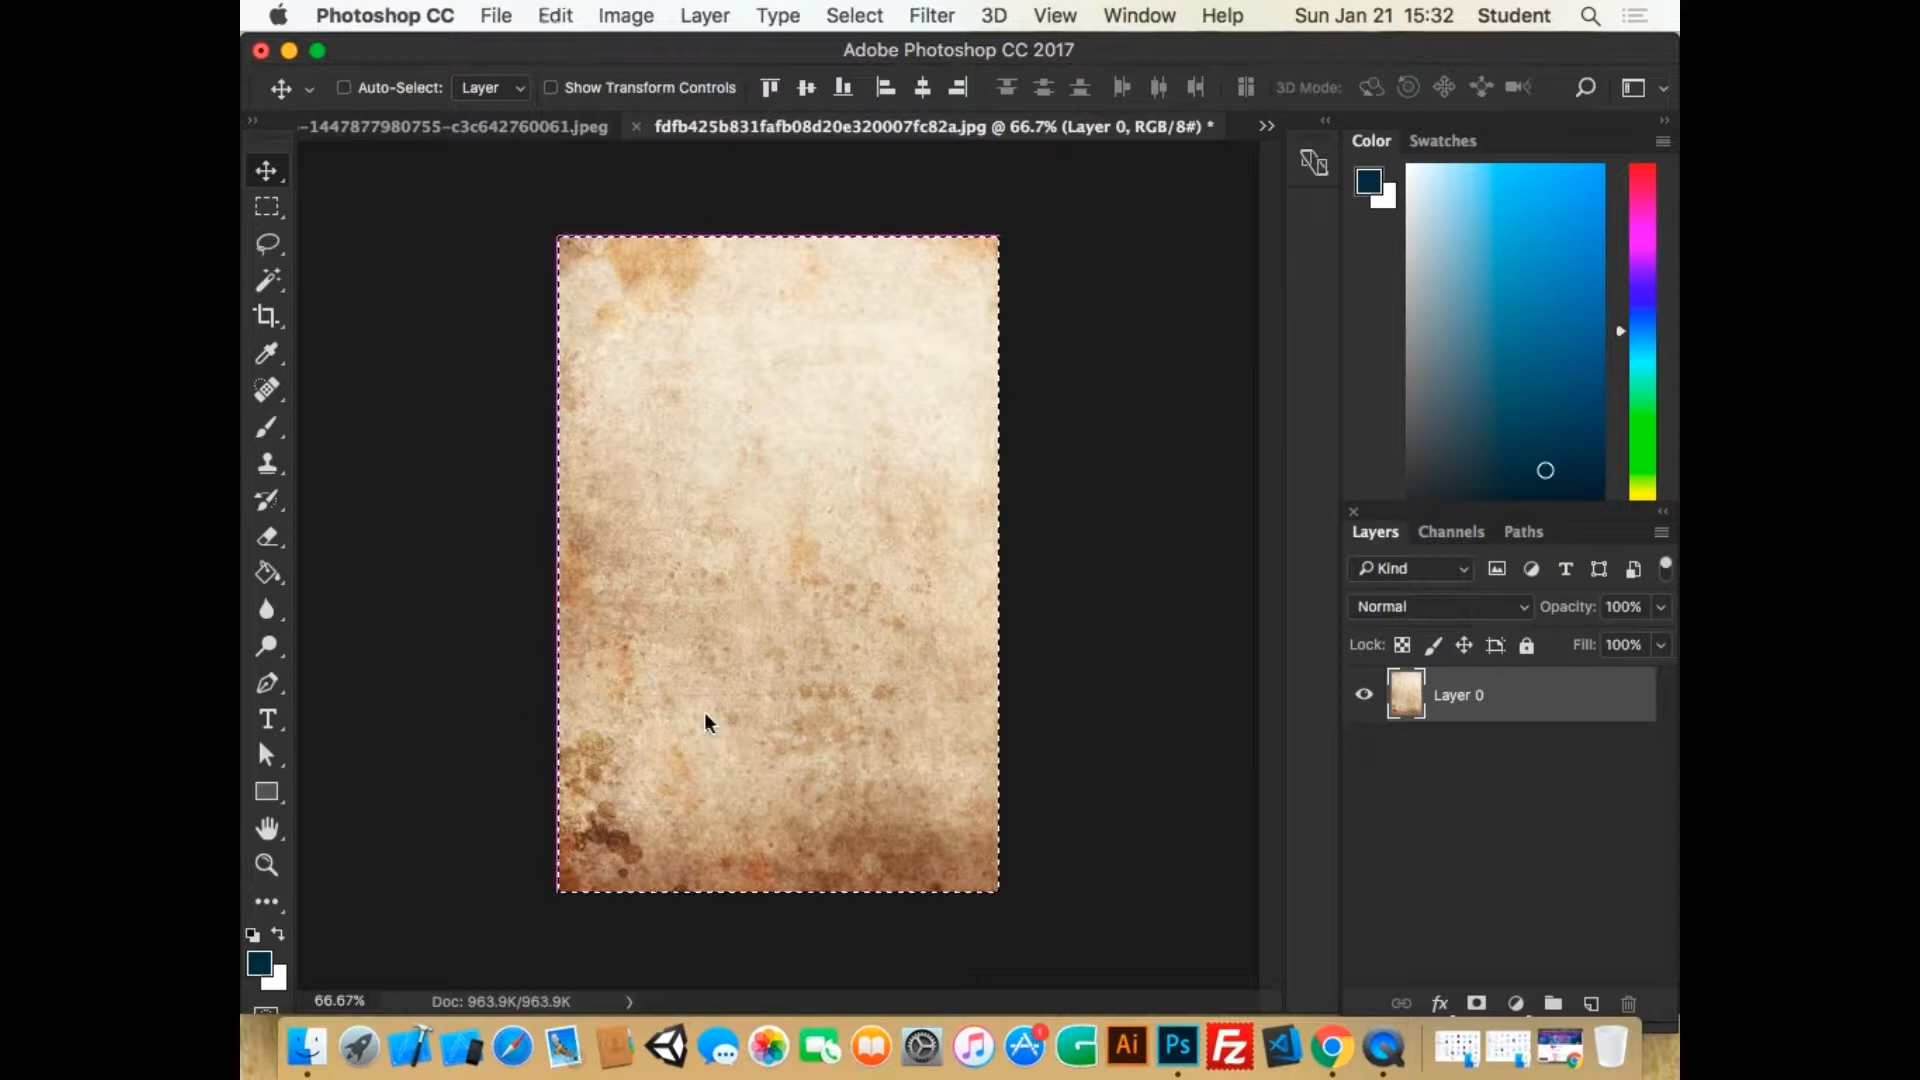 Photoshop CC File Edit Image Layer Type Select Filter 3D View Window Help Sun Jan 21 15:32 Student
Adobe Photoshop CC 2017
Auto-Select: Layer Show Transform Controls 3D Mode:
-1447877980755-c3c642760061.jpeg × fdfb425b831fafb08d20e320007fc82a.jpg @ 66.7% (Layer 0, RGB/8#) *
Color Swatches
Layers Channels Paths
Kind
Normal Opacity: 100%
Lock: Fill: 100%
Layer 0
fx
66.67% Doc: 963.9K/963.9K
1 Ai Ps Fz